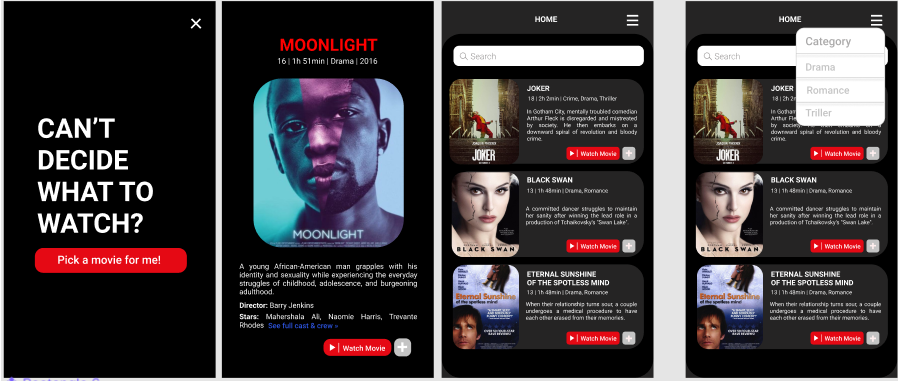 CAN'T
DECIDE
WHAT TO
WATCH?
Pick a movie for me!
MOONLIGHT
16 | 1h 51min | Drama | 2016
MOONLIGHT
A young African-American man grapples with his
identity and sexuality while experiencing the everyday
struggles of childhood, adolescence, and burgeoning
adulthood.
Director: Barry Jenkins
Stars: Mahershala Ali, Naomie Harris, Trevante
Rhodes See full cast & crew »
Watch Movie
HOME
Search
JOKER
18 | 2h 2min | Crime, Drama, Thriller
In Gotham City, mentally troubled comedian
Arthur Fleck is disregarded and mistreated
by society. He then embarks on a
downward spiral of revolution and bloody
crime.
JOKER
Watch Movie
BLACK SWAN
13 | 1h 48min | Drama, Romance
A committed dancer struggles to maintain
her sanity after winning the lead role in a
production of Tchaikovsky's "Swan Lake".
BLACK SWAN
Watch Movie
ETERNAL SUNSHINE
OF THE SPOTLESS MIND
13 | 1h 48min | Drama, Romance
When their relationship turns sour, a couple
undergoes a medical procedure to have
each other erased from their memories.
Eternal Sunshine
of the spotless mind
Watch Movie
HOME
Search
Category
Drama
Romance
Triller
JOKER
18 | 2h 2min
In Gotham
Arthur Fleck
by society. He then embarks on a
downward spiral of revolution and bloody
crime.
JOKER
Watch Movie
BLACK SWAN
13 | 1h 48min | Drama, Romance
A committed dancer struggles to maintain
her sanity after winning the lead role in a
production of Tchaikovsky's "Swan Lake".
BLACK SWAN
Watch Movie
ETERNAL SUNSHINE
OF THE SPOTLESS MIND
13 | 1h 48min | Drama, Romance
When their relationship turns sour, a couple
undergoes a medical procedure to have
each other erased from their memories.
Eternal Sunshine
of the spotless mind
Watch Movie